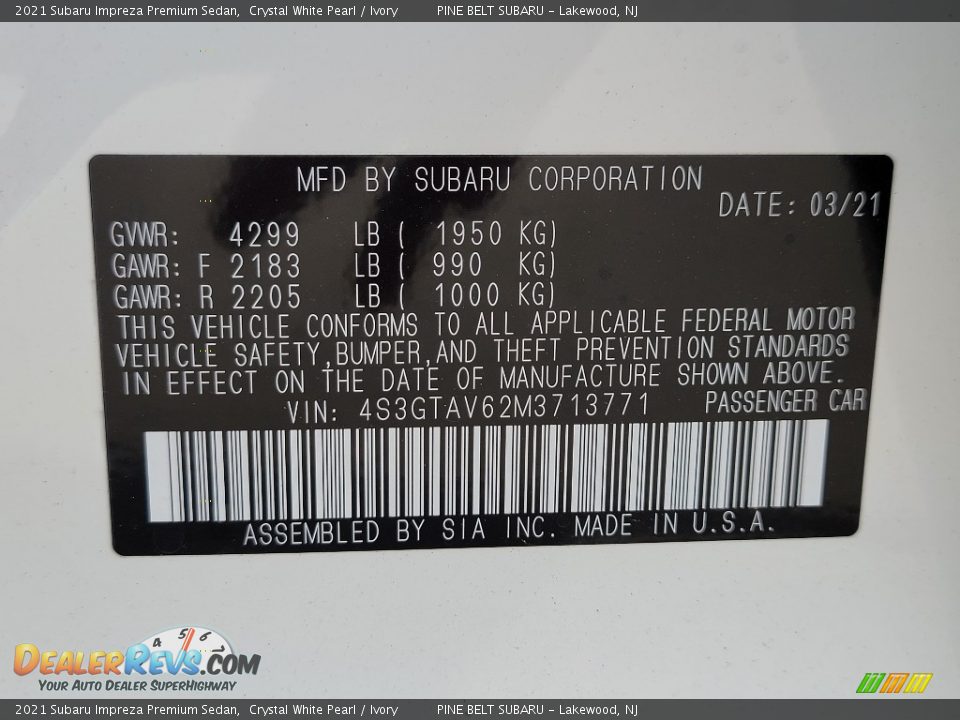 2021 Subaru Impreza Premium Sedan, Crystal White Pearl / Ivory PINE BELT SUBARU - Lakewood, NJ
MFD BY SUBARU CORPORATION
DATE: 03/21
GVWR: 4299 LB ( 1950 KG)
GAWR: F 2183 LB ( 990 KG)
GAWR: R 2205 LB ( 1000 KG)
THIS VEHICLE CONFORMS TO ALL APPLICABLE FEDERAL MOTOR
VEHICLE SAFETY,BUMPER,AND THEFT PREVENTION STANDARDS
IN EFFECT ON THE DATE OF MANUFACTURE SHOWN ABOVE.
VIN: 4S3GTAV62M3713771 PASSENGER CAR
ASSEMBLED BY SIA INC. MADE IN U.S.A.
4 5 6 7
DEALERREVS.COM
YOUR AUTO DEALER SUPERHIGHWAY
2021 Subaru Impreza Premium Sedan, Crystal White Pearl / Ivory PINE BELT SUBARU - Lakewood, NJ